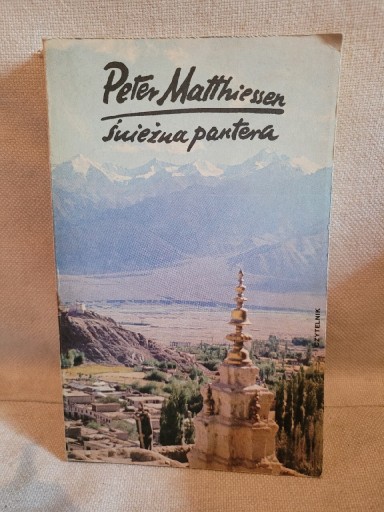 Peter Matthiessen
śnieżna pantera
CZYTELNIK